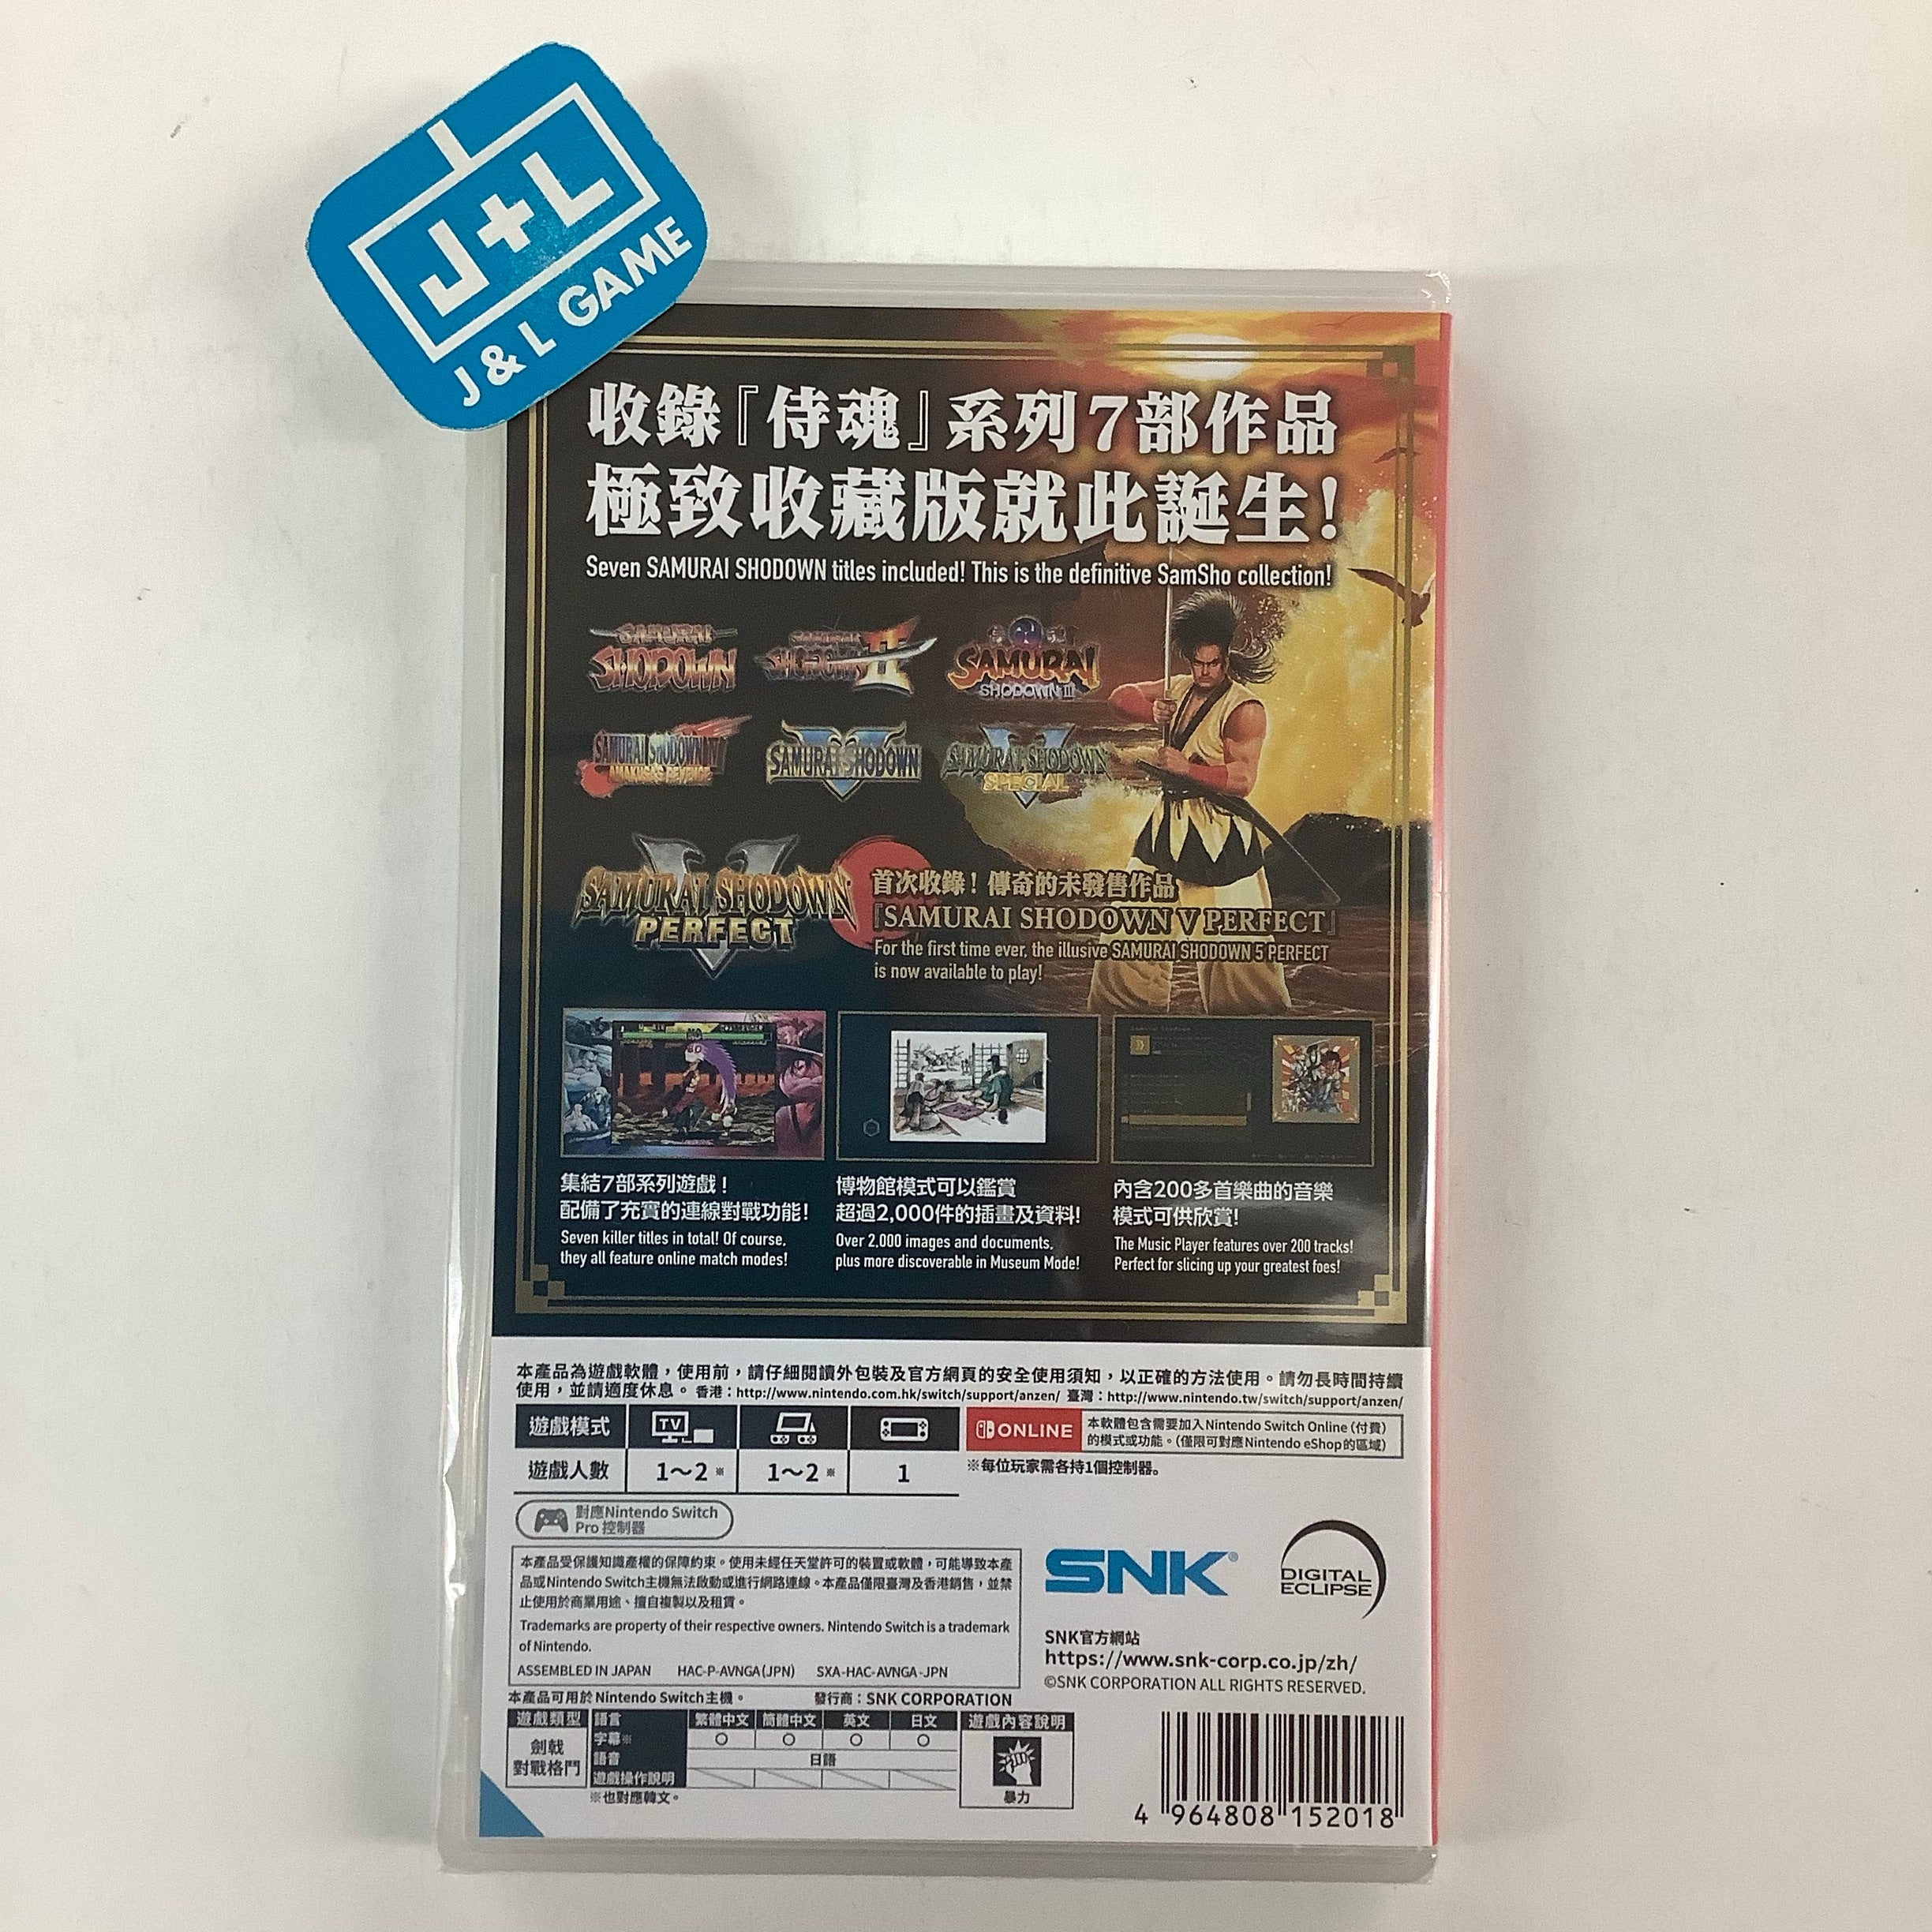 J+L
J & L GAME
收錄『侍魂』系列7部作品
極致收藏版就此誕生!
Seven SAMURAI SHODOWN titles included! This is the definitive SamSho collection!
SAMURAI SHODOWN
SAMURAI SHODOWN II
SAMURAI SHODOWN III
SAMURAI SHODOWN IV
AMAKUSA'S REVENGE
SAMURAI SHODOWN V
SAMURAI SHODOWN V
SPECIAL
SAMURAI SHODOWN V
PERFECT
首次收錄!傳奇的未發售作品
『SAMURAI SHODOWN V PERFECT』
For the first time ever, the illusive SAMURAI SHODOWN 5 PERFECT
is now available to play!
集結7部系列遊戲!
配備了充實的連線對戰功能!
Seven killer titles in total! Of course,
they all feature online match modes!
博物館模式可以鑑賞
超過2,000件的插畫及資料!
Over 2,000 images and documents,
plus more discoverable in Museum Mode!
內含200多首樂曲的音樂
模式可供欣賞!
The Music Player features over 200 tracks!
Perfect for slicing up your greatest foes!
本產品為遊戲軟體，使用前，請仔細閱讀外包裝及官方網頁的安全使用須知，以正確的方法使用。請勿長時間持續
使用，並請適度休息。 香港：http://www.nintendo.com.hk/switch/support/anzen/ 臺灣：http://www.nintendo.tw/switch/support/anzen/
遊戲模式 TV
遊戲人數 1～2 ※ 1～2 ※ 1
ONLINE
本軟體包含需要加入Nintendo Switch Online (付費)
的模式或功能。(僅限可對應Nintendo eShop的區域)
※每位玩家需各持1個控制器。
對應Nintendo Switch
Pro 控制器
本產品受保護知識產權的保障約束。使用未經任天堂許可的裝置或軟體，可能導致本產
品或Nintendo Switch主機無法啟動或進行網路連線。本產品僅限臺灣及香港銷售，並禁
止使用於商業用途、擅自複製以及租賃。
Trademarks are property of their respective owners. Nintendo Switch is a trademark
of Nintendo.
ASSEMBLED IN JAPAN HAC-P-AVNGA(JPN) SXA-HAC-AVNGA-JPN
SNK
DIGITAL
ECLIPSE
SNK官方網站
https://www.snk-corp.co.jp/zh/
©SNK CORPORATION ALL RIGHTS RESERVED.
本產品可用於Nintendo Switch主機。 發行商：SNK CORPORATION
遊戲類型
劍戟
對戰格鬥
語言 繁體中文 簡體中文 英文 日文
字幕※ ○ ○ ○ ○
語音 日語
遊戲操作說明
※也對應韓文。
遊戲內容說明
暴力
4 964808 152018